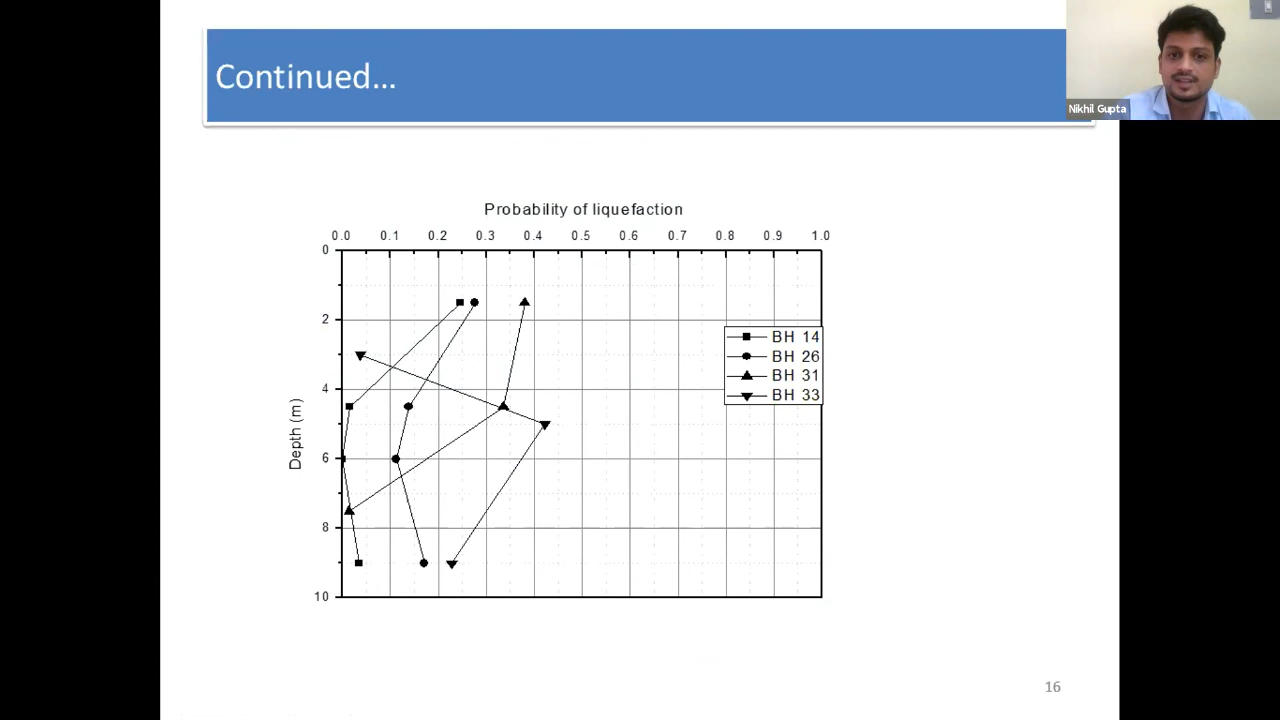 Continued...
Nikhil Gupta
Probability of liquefaction
0.0 0.1 0.2 0.3 0.4 0.5 0.6 0.7 0.8 0.9 1.0
0
2
4
6
8
10
Depth (m)
BH 14
BH 26
BH 31
BH 33
16